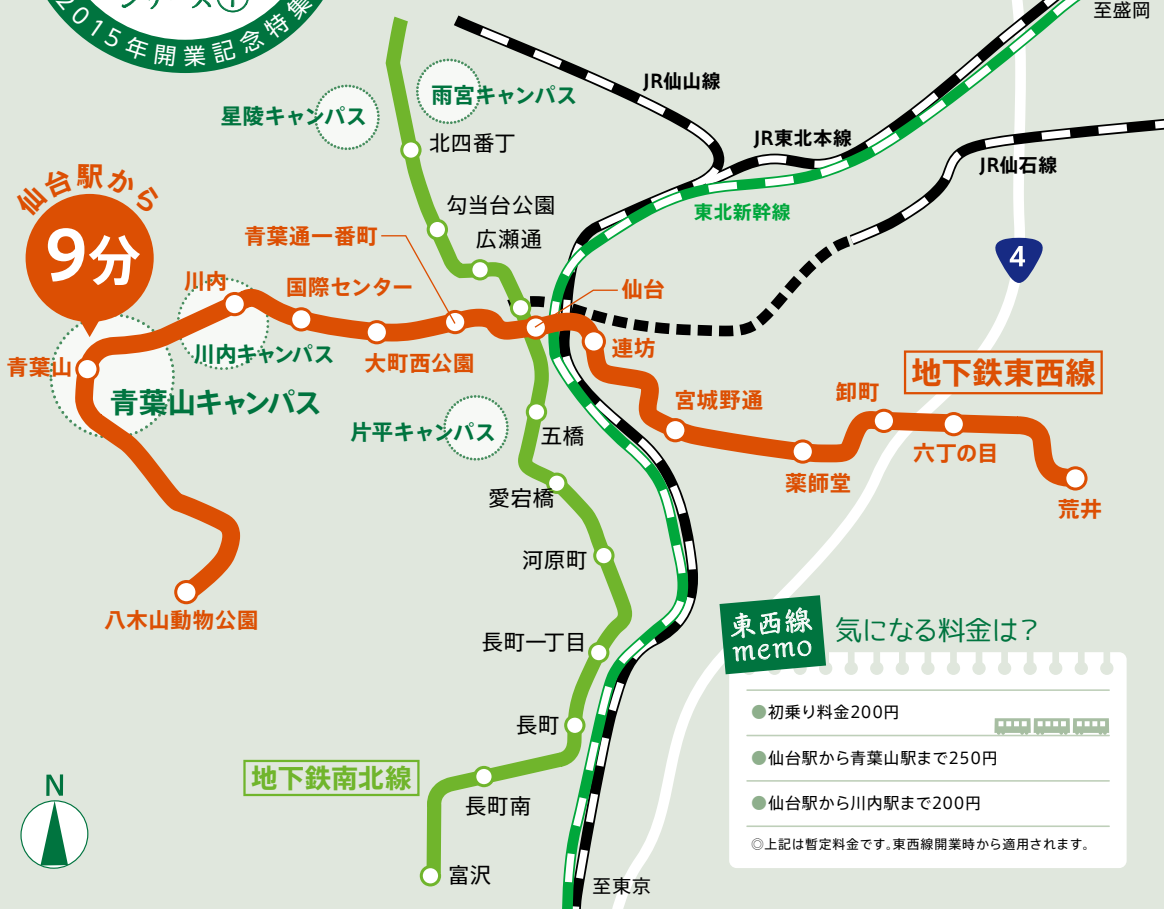 シリーズ①
2015年開業記念特集
至盛岡
JR仙山線
雨宮キャンパス
星陵キャンパス
北四番丁
JR東北本線
JR仙石線
仙台駅から
9分
勾当台公園
東北新幹線
青葉通一番町
広瀬通
4
川内
国際センター
仙台
川内キャンパス
大町西公園
連坊
青葉山
地下鉄東西線
青葉山キャンパス
宮城野通
卸町
片平キャンパス
五橋
六丁の目
薬師堂
愛宕橋
荒井
河原町
八木山動物公園
長町一丁目
東西線
memo
気になる料金は?
●初乗り料金200円
長町
●仙台駅から青葉山駅まで250円
地下鉄南北線
N
長町南
●仙台駅から川内駅まで200円
◎上記は暫定料金です。東西線開業時から適用されます。
富沢
至東京